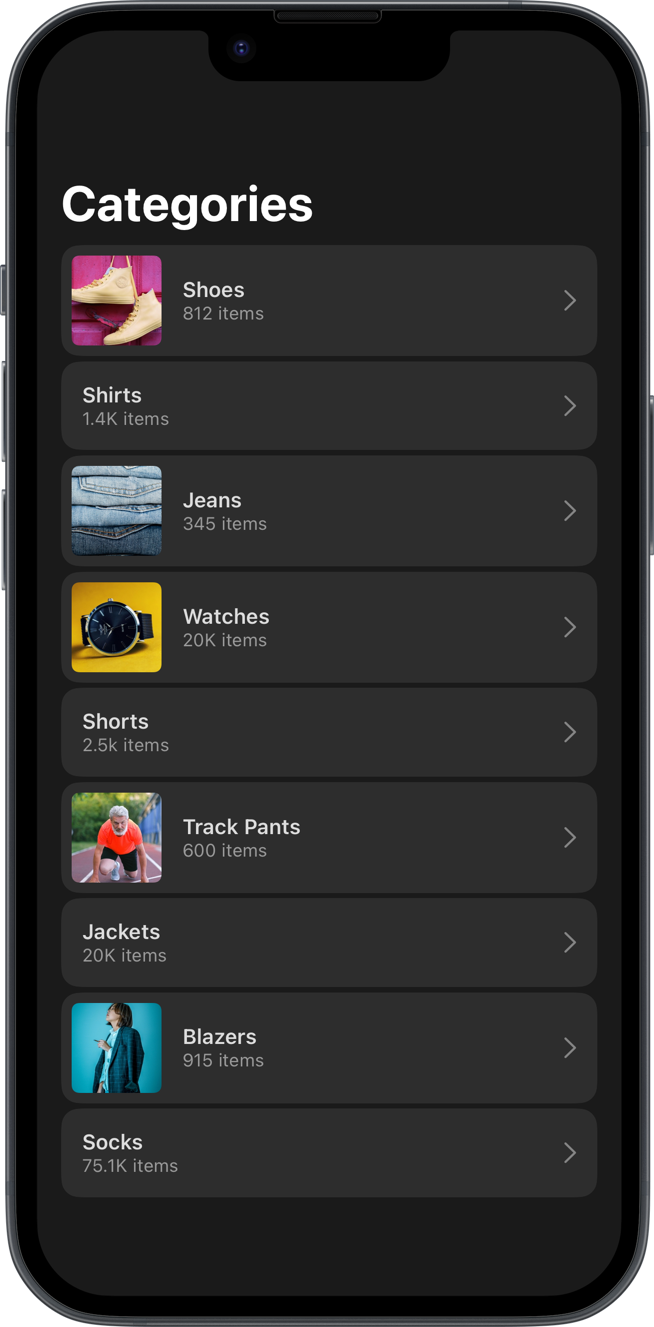 Categories
Shoes
812 items
Shirts
1.4K items
Jeans
345 items
Watches
20K items
Shorts
2.5k items
Track Pants
600 items
Jackets
20K items
Blazers
915 items
Socks
75.1K items